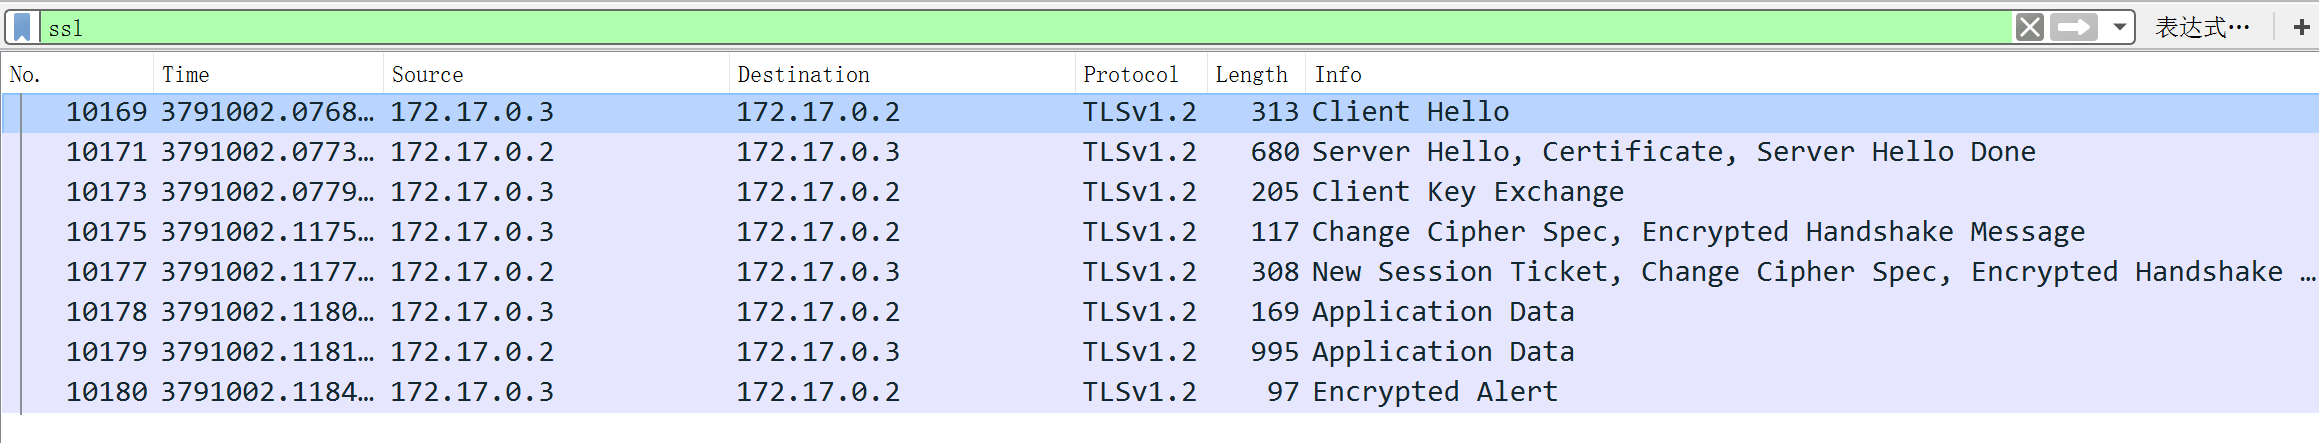 ssl 表达式… +
No. Time Source Destination Protocol Length Info
10169 3791002.0768… 172.17.0.3 172.17.0.2 TLSv1.2 313 Client Hello
10171 3791002.0773… 172.17.0.2 172.17.0.3 TLSv1.2 680 Server Hello, Certificate, Server Hello Done
10173 3791002.0779… 172.17.0.3 172.17.0.2 TLSv1.2 205 Client Key Exchange
10175 3791002.1175… 172.17.0.3 172.17.0.2 TLSv1.2 117 Change Cipher Spec, Encrypted Handshake Message
10177 3791002.1177… 172.17.0.2 172.17.0.3 TLSv1.2 308 New Session Ticket, Change Cipher Spec, Encrypted Handshake …
10178 3791002.1180… 172.17.0.3 172.17.0.2 TLSv1.2 169 Application Data
10179 3791002.1181… 172.17.0.2 172.17.0.3 TLSv1.2 995 Application Data
10180 3791002.1184… 172.17.0.3 172.17.0.2 TLSv1.2 97 Encrypted Alert